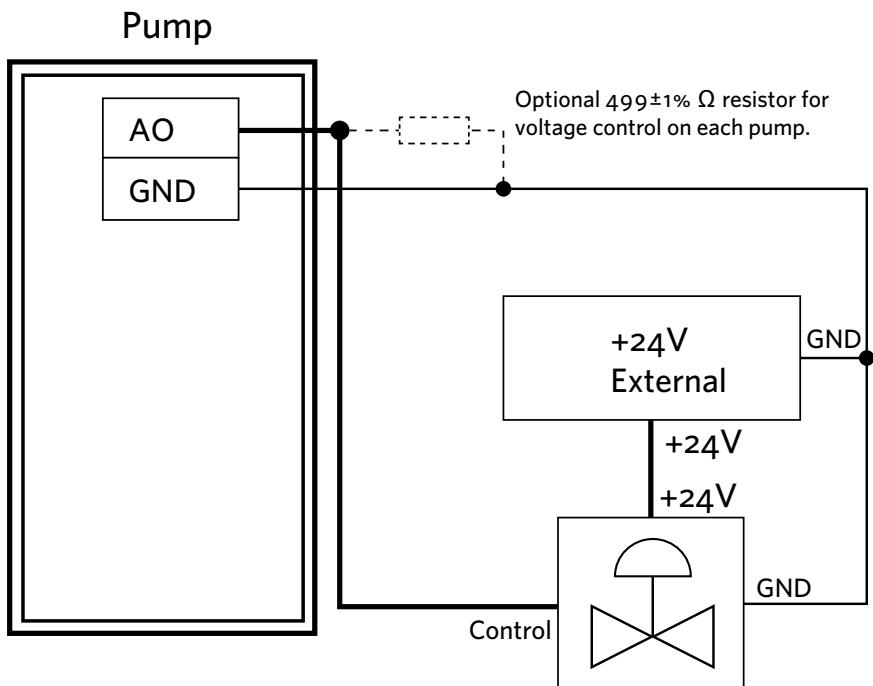 Pump
AO
GND
Optional 499±1% Ω resistor for
voltage control on each pump.
+24V
External
GND
+24V
+24V
GND
Control